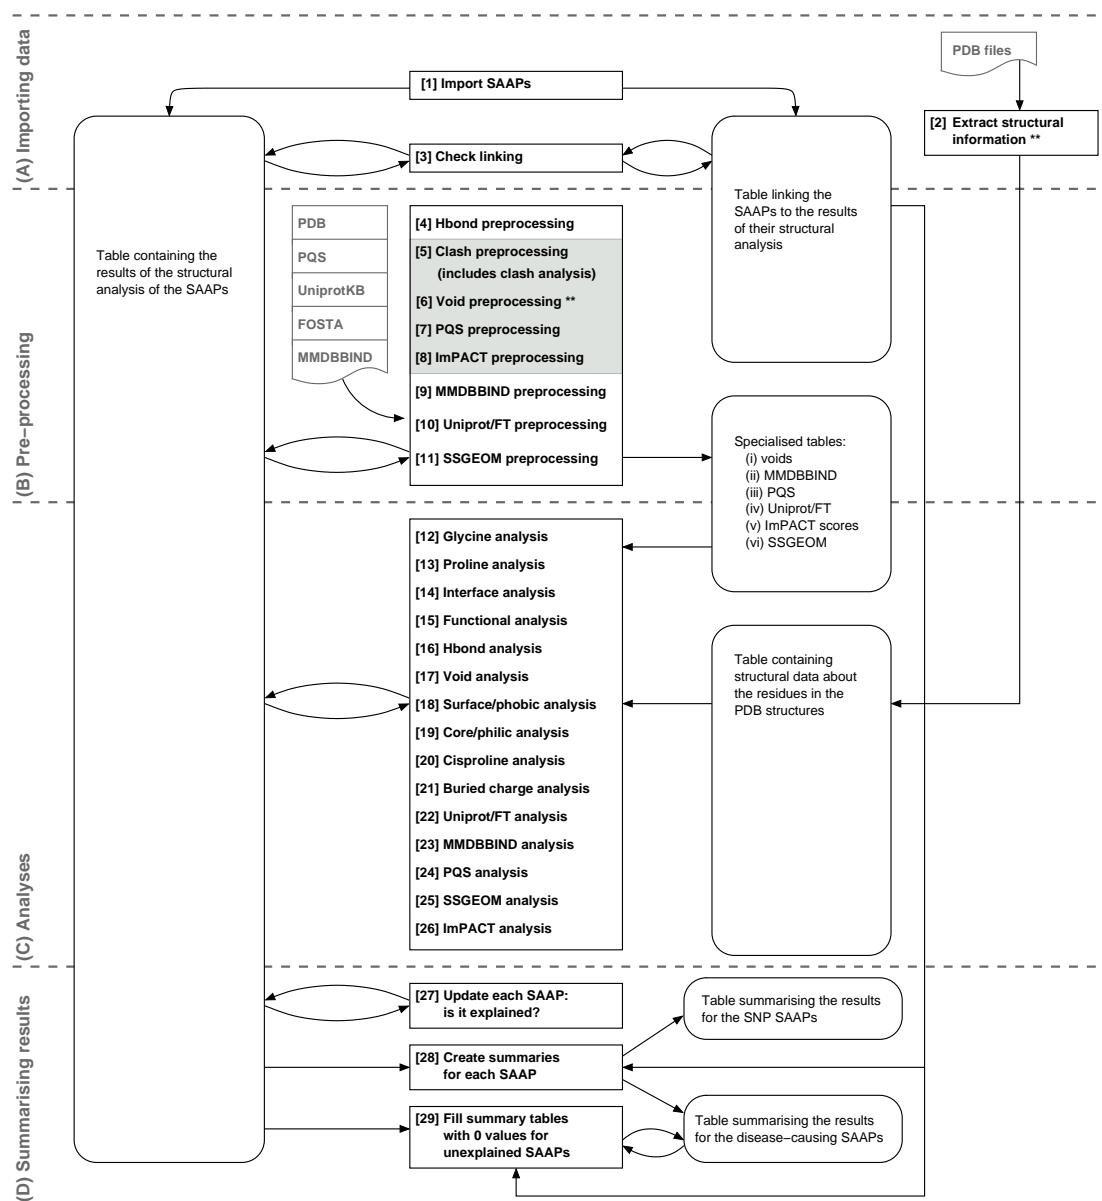 (A) Importing data
PDB files
[1] Import SAAPs
[2] Extract structural
information **
[3] Check linking
Table linking the
SAAPs to the results
of their structural
analysis
Table containing the
results of the structural
analysis of the SAAPs
(B) Pre−processing
PDB
PQS
UniprotKB
FOSTA
MMDBBIND
[4] Hbond preprocessing
[5] Clash preprocessing
(includes clash analysis)
[6] Void preprocessing **
[7] PQS preprocessing
[8] ImPACT preprocessing
[9] MMDBBIND preprocessing
[10] Uniprot/FT preprocessing
[11] SSGEOM preprocessing
Specialised tables:
(i) voids
(ii) MMDBBIND
(iii) PQS
(iv) Uniprot/FT
(v) ImPACT scores
(vi) SSGEOM
(C) Analyses
[12] Glycine analysis
[13] Proline analysis
[14] Interface analysis
[15] Functional analysis
[16] Hbond analysis
[17] Void analysis
[18] Surface/phobic analysis
[19] Core/philic analysis
[20] Cisproline analysis
[21] Buried charge analysis
[22] Uniprot/FT analysis
[23] MMDBBIND analysis
[24] PQS analysis
[25] SSGEOM analysis
[26] ImPACT analysis
Table containing
structural data about
the residues in the
PDB structures
(D) Summarising results
[27] Update each SAAP:
is it explained?
[28] Create summaries
for each SAAP
[29] Fill summary tables
with 0 values for
unexplained SAAPs
Table summarising the results
for the SNP SAAPs
Table summarising the results
for the disease−causing SAAPs